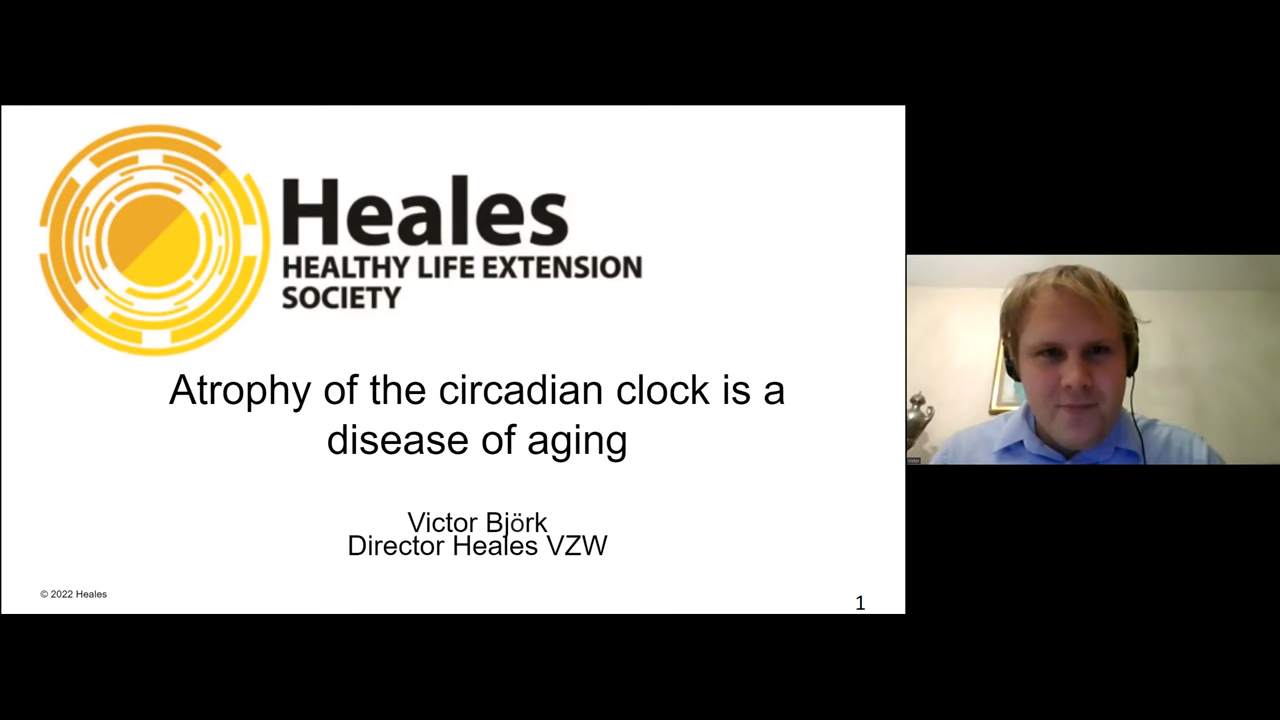 Heales
HEALTHY LIFE EXTENSION
SOCIETY
Atrophy of the circadian clock is a
disease of aging
Victor Björk
Director Heales VZW
© 2022 Heales
1
Victor